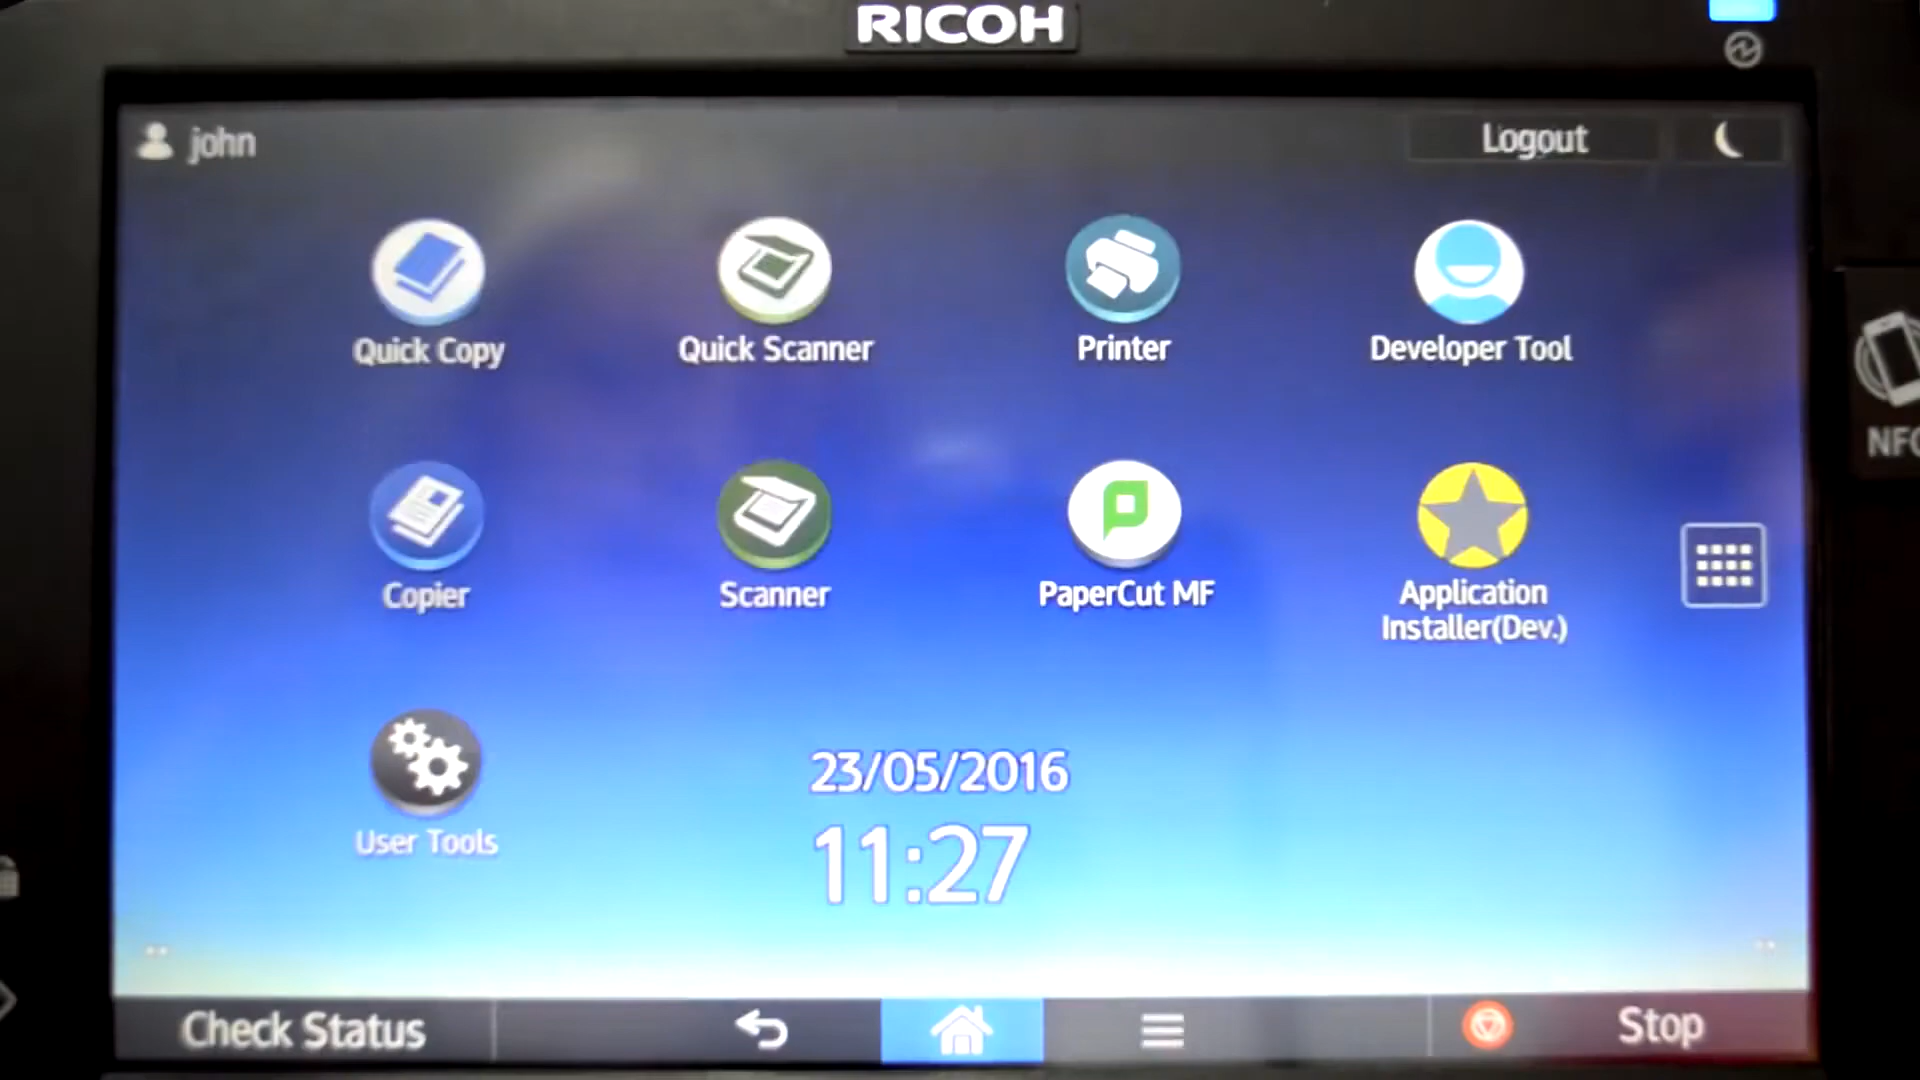 RICOH
john
Logout
Quick Copy
Quick Scanner
Printer
Developer Tool
NFC
Copier
Scanner
PaperCut MF
Application
Installer(Dev.)
User Tools
23/05/2016
11:27
Check Status
Stop